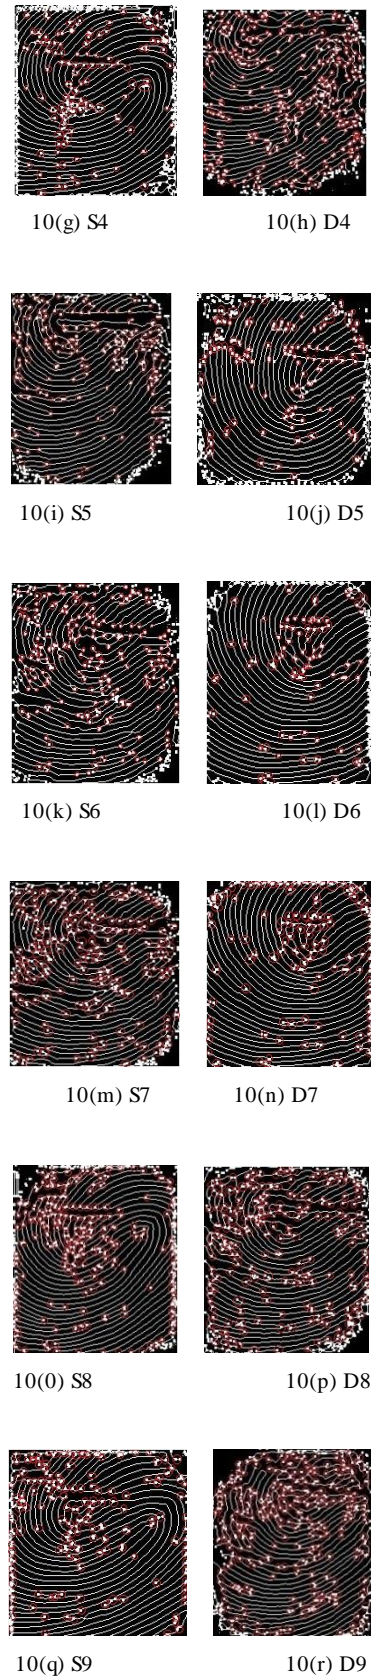 10(g) S4 10(h) D4
10(i) S5 10(j) D5
10(k) S6 10(l) D6
10(m) S7 10(n) D7
10(0) S8 10(p) D8
10(q) S9 10(r) D9